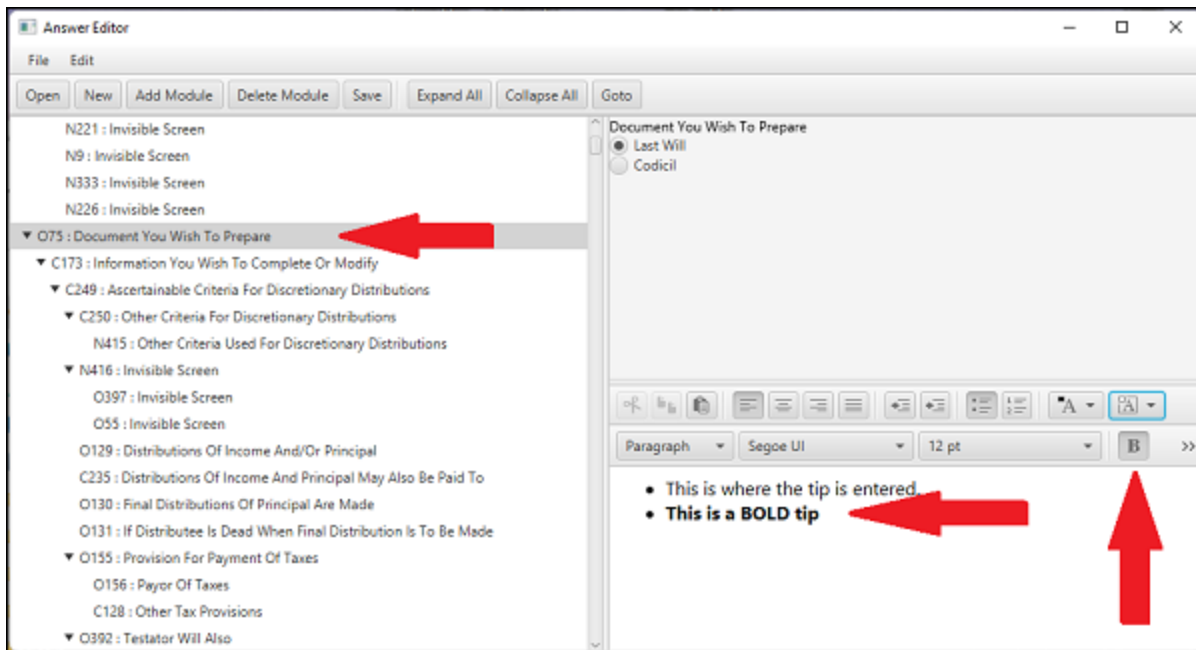 Answer Editor
File Edit
Open New Add Module Delete Module Save Expand All Collapse All Goto
N221 : Invisible Screen
N9 : Invisible Screen
N333 : Invisible Screen
N226 : Invisible Screen
O75 : Document You Wish To Prepare
C173 : Information You Wish To Complete Or Modify
C249 : Ascertainable Criteria For Discretionary Distributions
C250 : Other Criteria For Discretionary Distributions
N415 : Other Criteria Used For Discretionary Distributions
N416 : Invisible Screen
O397 : Invisible Screen
O55 : Invisible Screen
O129 : Distributions Of Income And/Or Principal
C235 : Distributions Of Income And Principal May Also Be Paid To
O130 : Final Distributions Of Principal Are Made
O131 : If Distributee Is Dead When Final Distribution Is To Be Made
O155 : Provision For Payment Of Taxes
O156 : Payor Of Taxes
C128 : Other Tax Provisions
O392 : Testator Will Also
Document You Wish To Prepare
Last Will
Codicil
Paragraph Segoe UI 12 pt B
• This is where the tip is entered.
• This is a BOLD tip